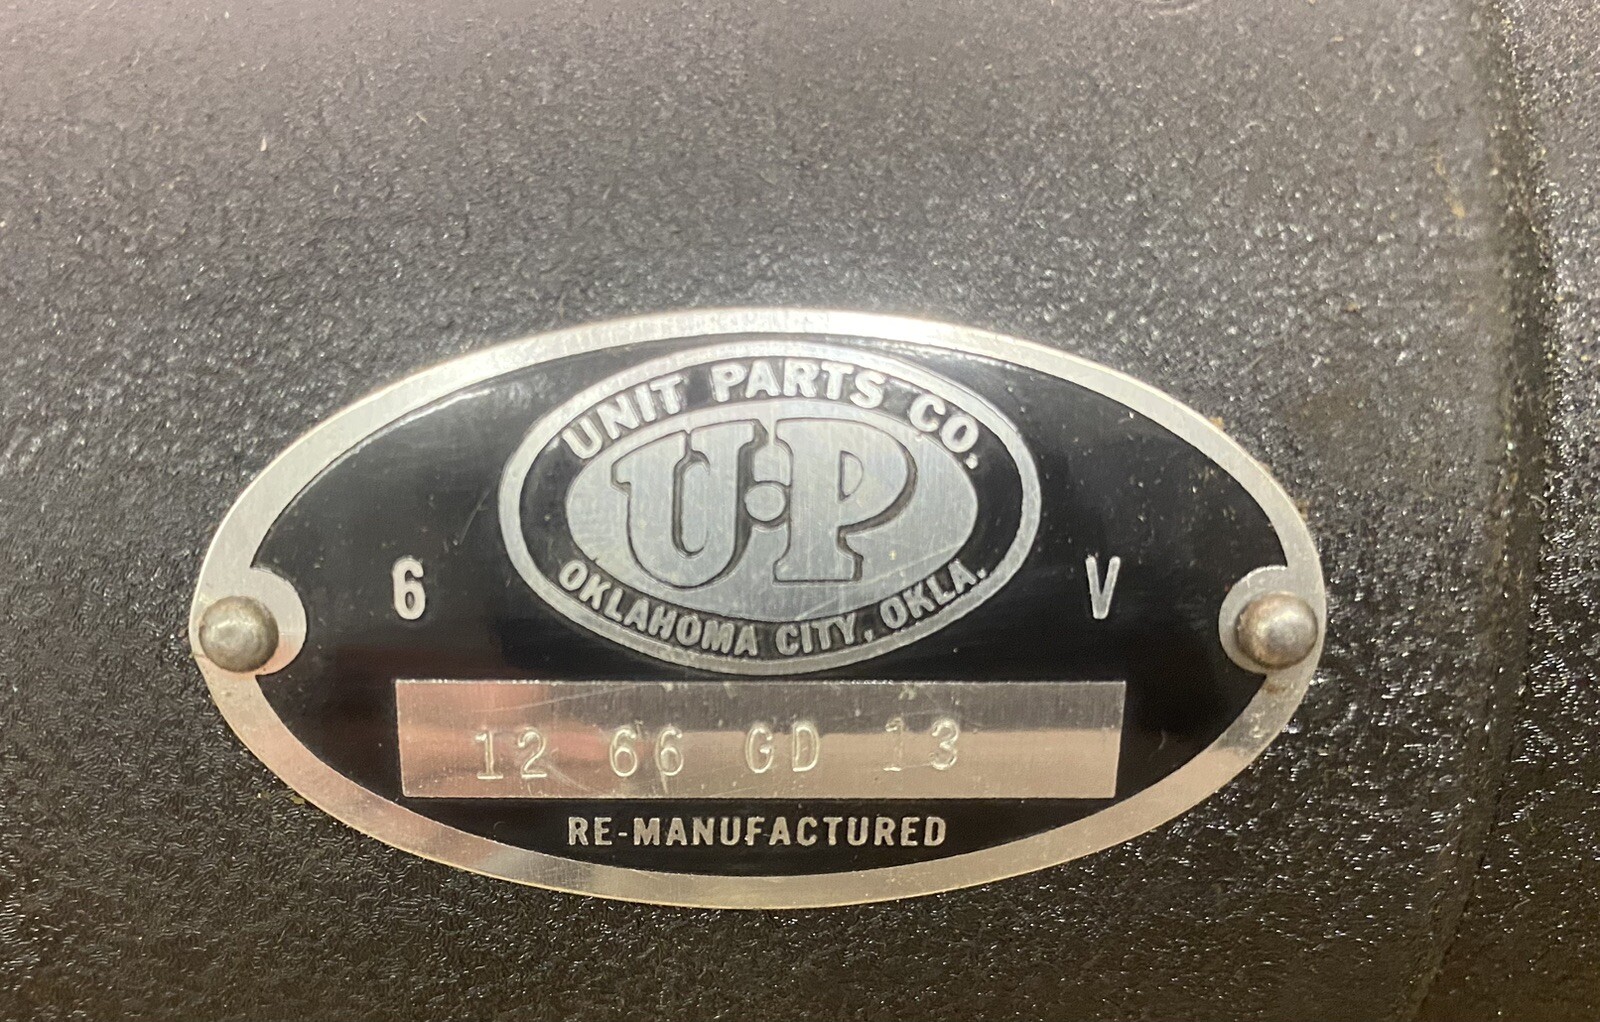 UNIT PARTS CO.
U·P
OKLAHOMA CITY, OKLA.
6 V
12 66 GD 13
RE-MANUFACTURED